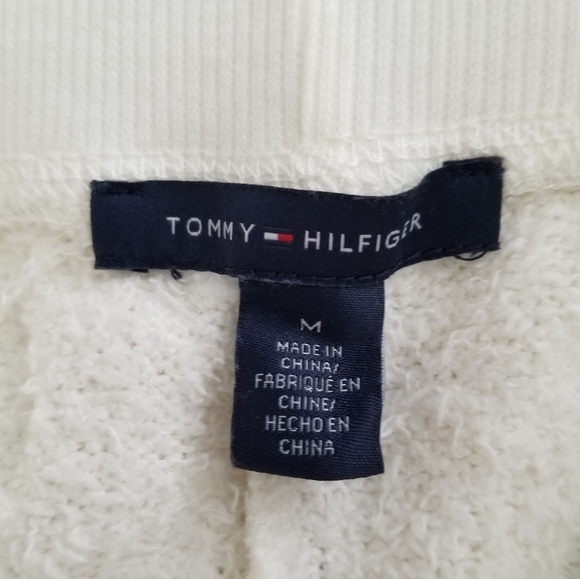 TOMMY HILFIGER
M
MADE IN
CHINA/
FABRIQUÉ EN
CHINE/
HECHO EN
CHINA